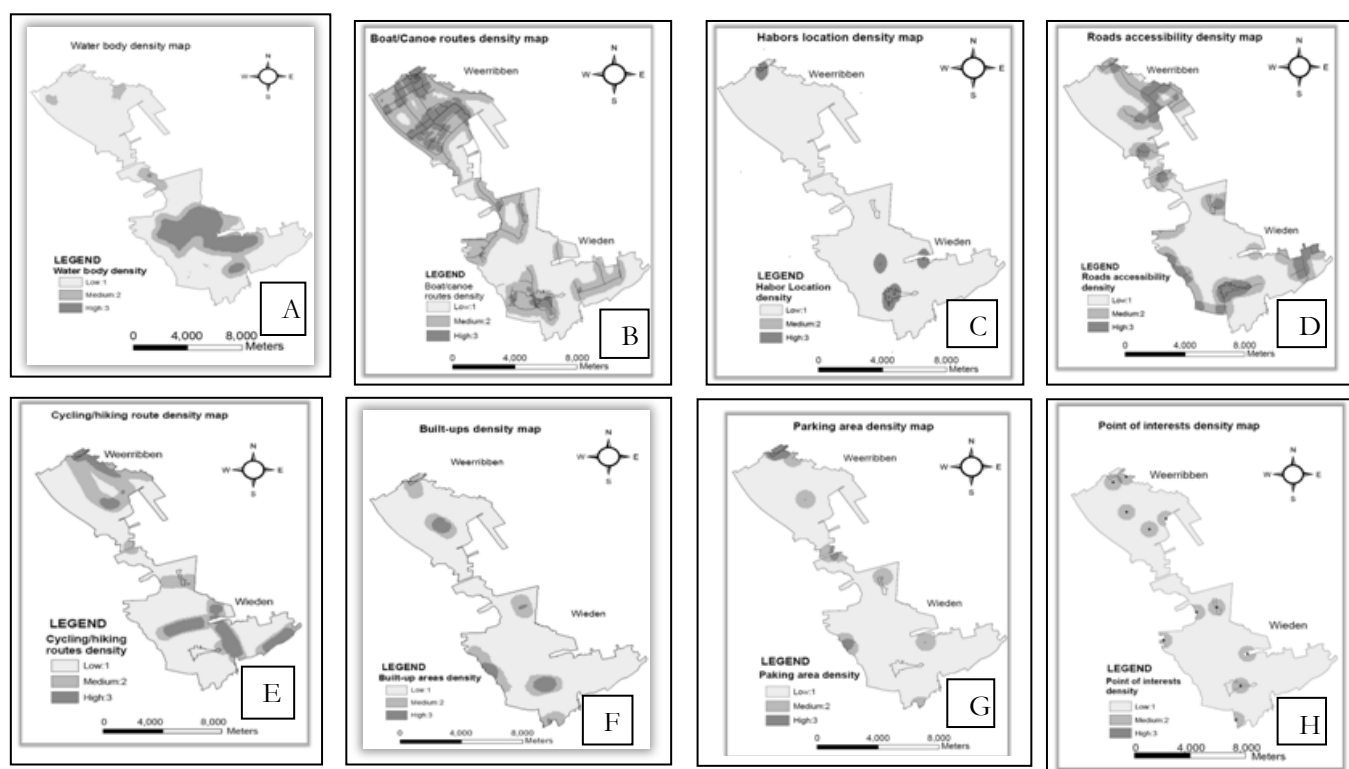 Water body density map
N
W
E
S
LEGEND
Water body density
Low:1
Medium:2
High:3
0
4,000
8,000
Meters
A
Boat/Canoe routes density map
N
W
E
S
Weerribben
Wieden
LEGEND
Boat/canoe
routes density
Low:1
Medium:2
High:3
0
4,000
8,000
Meters
B
Habors location density map
N
W
E
S
Weerribben
Wieden
LEGEND
Habor Location
density
Low:1
Medium:2
High:3
0
4,000
8,000
Meters
C
Roads accessibility density map
N
W
E
S
Weerribben
Wieden
LEGEND
Roads accessibility
density
Low:1
Medium:2
High:3
0
4,000
8,000
Meters
D
Cycling/hiking route density map
N
W
E
S
Weerribben
Wieden
LEGEND
Cycling/hiking
routes density
Low:1
Medium:2
High:3
0
4,000
8,000
Meters
E
Built-ups density map
N
W
E
S
Weerribben
Wieden
LEGEND
Built-up areas density
Low:1
Medium:2
High:3
0
4,000
8,000
Meters
F
Parking area density map
N
W
E
S
Weerribben
Wieden
LEGEND
Paking area density
Low:1
Medium:2
High:3
0
4,000
8,000
Meters
G
Point of interests density map
N
W
E
S
Weerribben
Wieden
LEGEND
Point of interests
density
Low:1
Medium:2
High:3
0
4,000
8,000
Meters
H